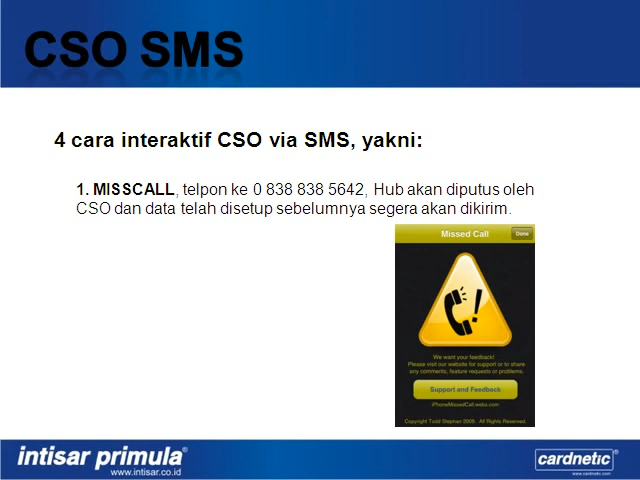 CSO SMS
4 cara interaktif CSO via SMS, yakni:
1. MISSCALL, telpon ke 0 838 838 5642, Hub akan diputus oleh
CSO dan data telah disetup sebelumnya segera akan dikirim.
Missed Call
Done
We want your feedback!
Please visit our website for support or to share
any comments, feature requests or problems.
Support and Feedback
iPhoneMissedCall.webs.com
Copyright Todd Stephan 2009. All Rights Reserved.
intisar primula®
www.intisar.co.id
cardnetic®
www.cardnetic.com